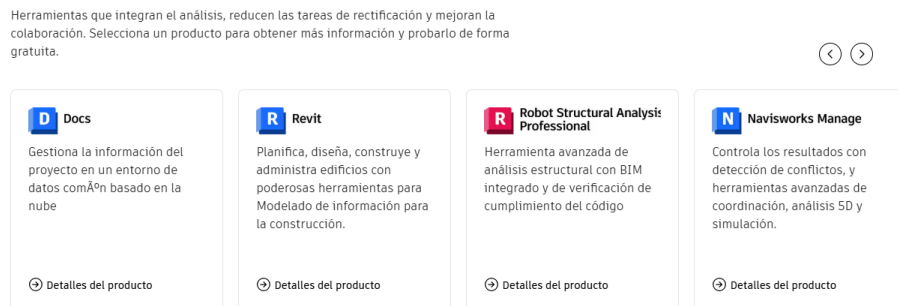 Herramientas que integran el análisis, reducen las tareas de rectificación y mejoran la
colaboración. Selecciona un producto para obtener más información y probarlo de forma
gratuita.
D Docs
Gestiona la información del
proyecto en un entorno de
datos comÃºn basado en la
nube
Detalles del producto
R Revit
Planifica, diseña, construye y
administra edificios con
poderosas herramientas para
Modelado de información para
la construcción.
Detalles del producto
R Robot Structural Analysis
Professional
Herramienta avanzada de
análisis estructural con BIM
integrado y de verificación de
cumplimiento del código
Detalles del producto
N Navisworks Manage
Controla los resultados con
detección de conflictos, y
herramientas avanzadas de
coordinación, análisis 5D y
simulación.
Detalles del producto